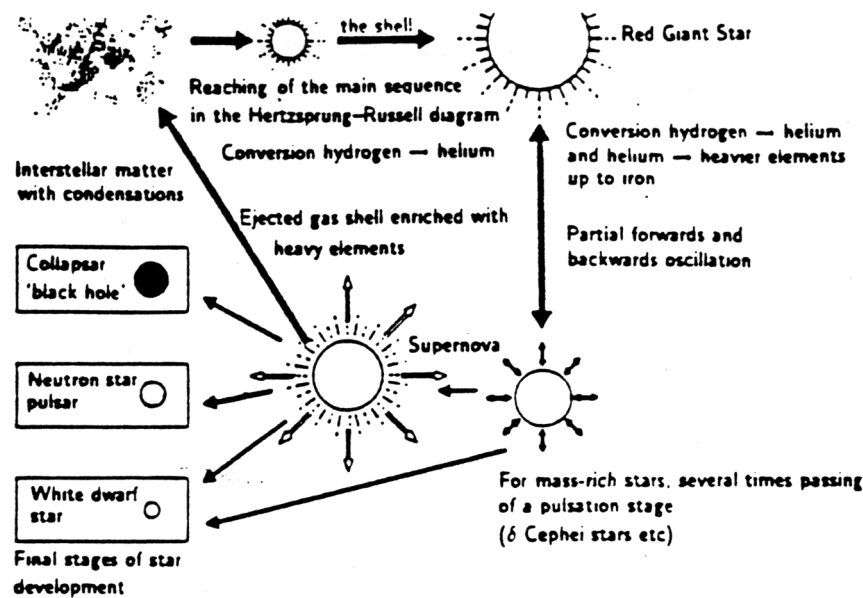 the shell
Red Giant Star
Reaching of the main sequence
in the Hertzsprung–Russell diagram
Conversion hydrogen — helium
Conversion hydrogen — helium
and helium — heavier elements
up to iron
Interstellar matter
with condensations
Ejected gas shell enriched with
heavy elements
Partial forwards and
backwards oscillation
Collapsar
'black hole'
Supernova
Neutron star
pulsar
White dwarf
star
For mass-rich stars, several times passing
of a pulsation stage
(δ Cephei stars etc)
Final stages of star
development